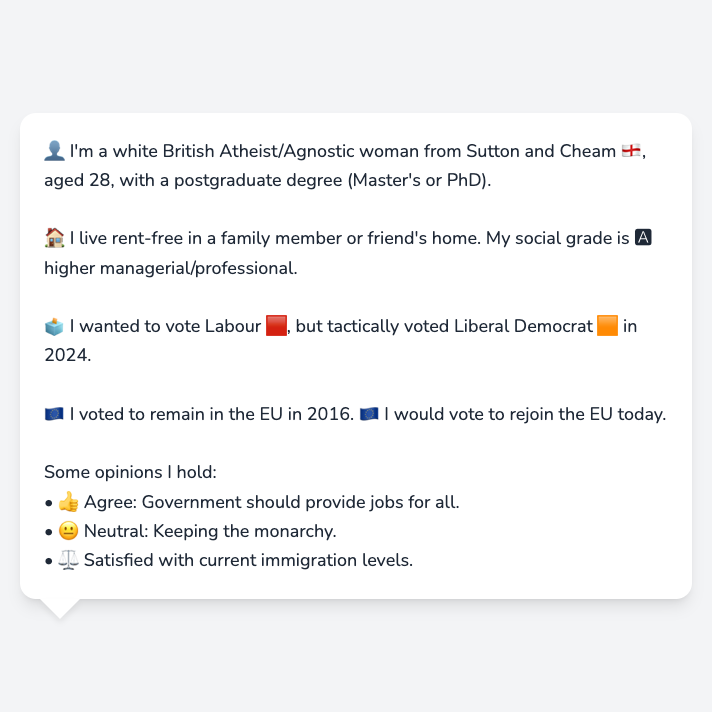 👤 I'm a white British Atheist/Agnostic woman from Sutton and Cheam 🏴󠁧󠁢󠁥󠁮󠁧󠁿,
aged 28, with a postgraduate degree (Master's or PhD).
🏠 I live rent-free in a family member or friend's home. My social grade is 🅰
higher managerial/professional.
🗳️ I wanted to vote Labour 🟥, but tactically voted Liberal Democrat 🟧 in
2024.
🇪🇺 I voted to remain in the EU in 2016. 🇪🇺 I would vote to rejoin the EU today.
Some opinions I hold:
• 👍 Agree: Government should provide jobs for all.
• 😐 Neutral: Keeping the monarchy.
• ⚖️ Satisfied with current immigration levels.